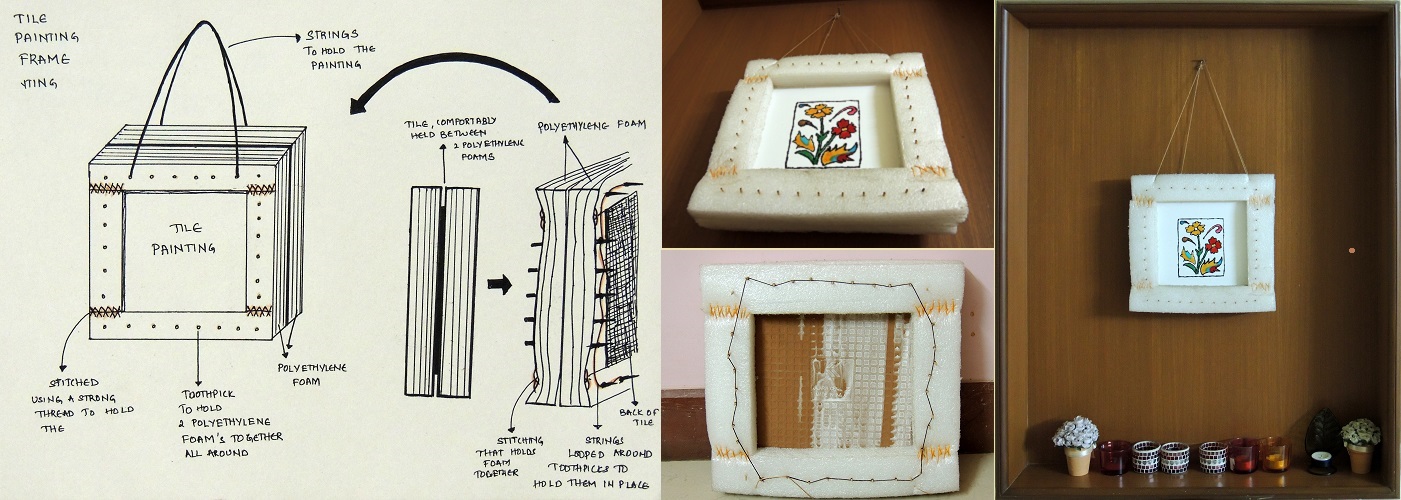 TILE
PAINTING
FRAME
YTING
STRINGS
TO HOLD THE
PAINTING
TILE, COMFORTABLY
HELD BETWEEN
2 POLYETHYLENE
FOAMS
POLYETHYLENE FOAM
TILE
PAINTING
STITCHED
USING A STRONG
THREAD TO HOLD
THE
TOOTHPICK
TO HOLD
2 POLYETHYLENE
FOAM'S TOGETHER
ALL AROUND
POLYETHYLENE
FOAM
STITCHING
THAT HOLDS
FOAM
TOGETHER
STRINGS
LOOPED AROUND
TOOTHPICKS TO
HOLD THEM IN PLACE
BACK OF
TILE